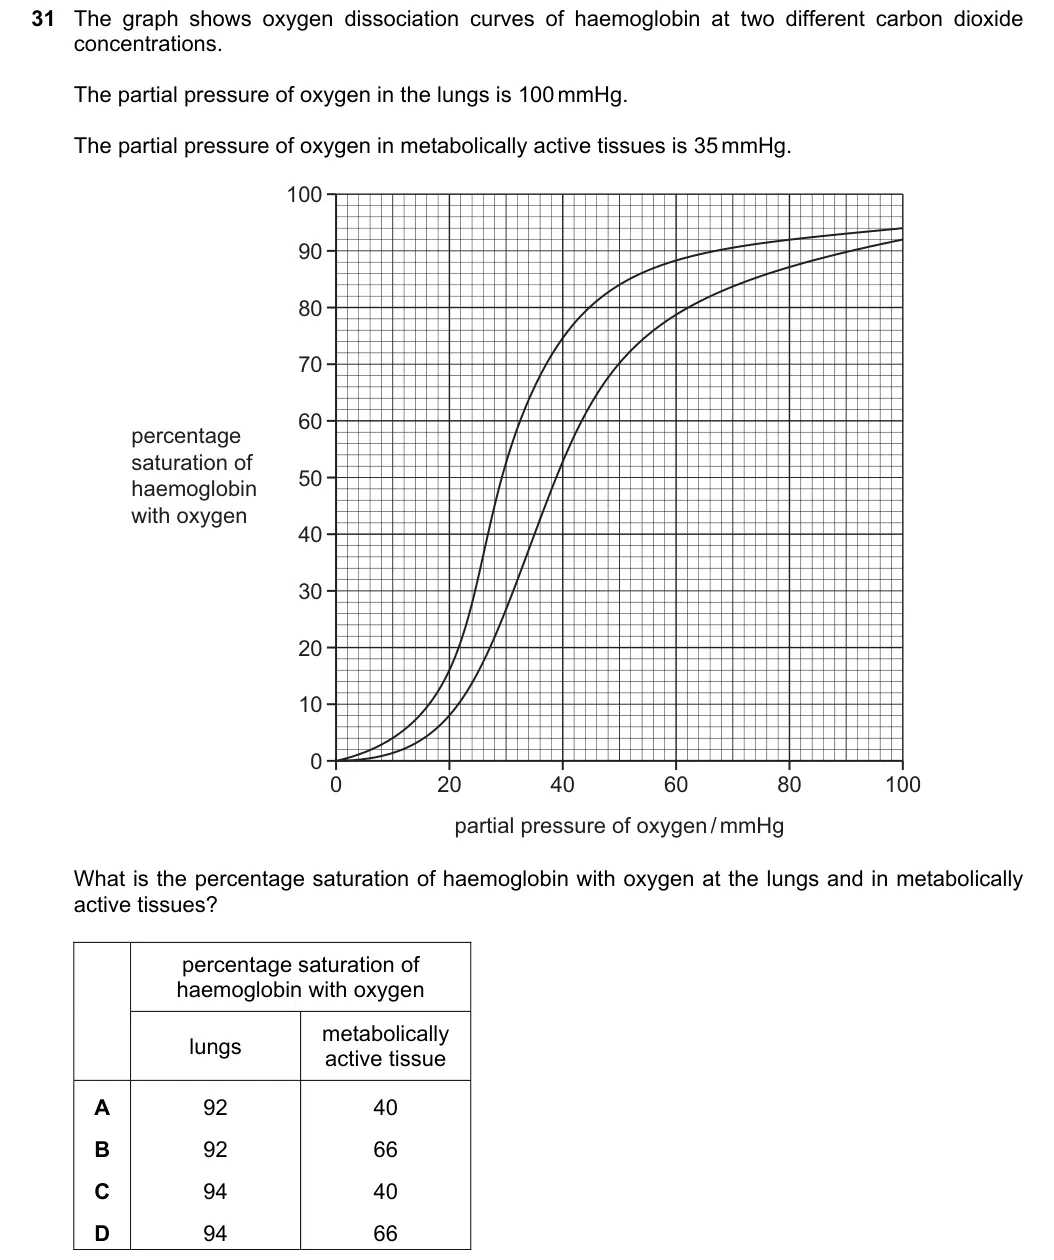 31 The graph shows oxygen dissociation curves of haemoglobin at two different carbon dioxide
concentrations.
The partial pressure of oxygen in the lungs is 100 mmHg.
The partial pressure of oxygen in metabolically active tissues is 35 mmHg.
100
90
80
70
60
50
40
30
20
10
0
percentage
saturation of
haemoglobin
with oxygen
0 20 40 60 80 100
partial pressure of oxygen / mmHg
What is the percentage saturation of haemoglobin with oxygen at the lungs and in metabolically
active tissues?
percentage saturation of
haemoglobin with oxygen
lungs
metabolically
active tissue
A 92 40
B 92 66
C 94 40
D 94 66